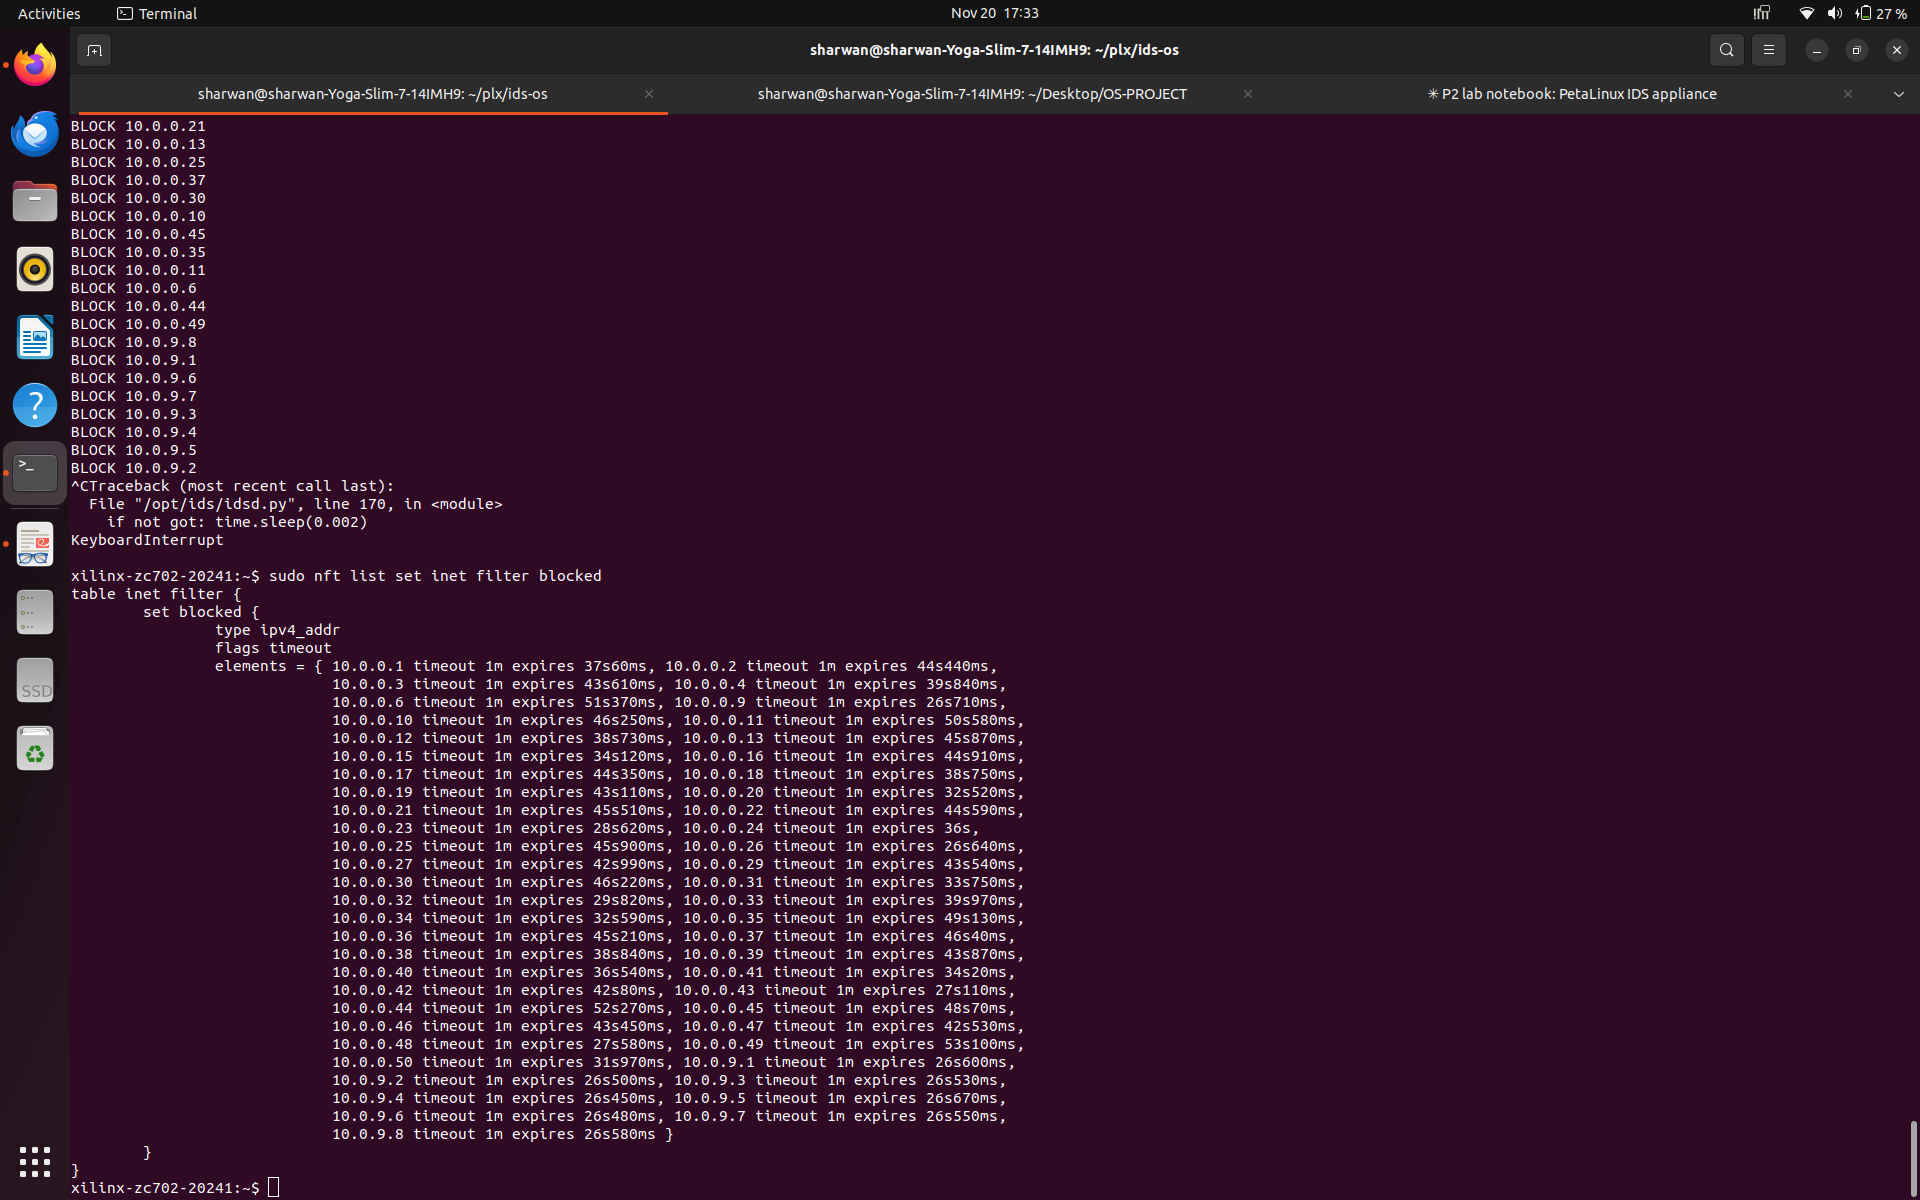 Activities
Terminal
Nov 20 17:33
27 %
sharwan@sharwan-Yoga-Slim-7-14IMH9: ~/plx/ids-os
sharwan@sharwan-Yoga-Slim-7-14IMH9: ~/plx/ids-os
sharwan@sharwan-Yoga-Slim-7-14IMH9: ~/Desktop/OS-PROJECT
✳ P2 lab notebook: PetaLinux IDS appliance
BLOCK 10.0.0.21
BLOCK 10.0.0.13
BLOCK 10.0.0.25
BLOCK 10.0.0.37
BLOCK 10.0.0.30
BLOCK 10.0.0.10
BLOCK 10.0.0.45
BLOCK 10.0.0.35
BLOCK 10.0.0.11
BLOCK 10.0.0.6
BLOCK 10.0.0.44
BLOCK 10.0.0.49
BLOCK 10.0.9.8
BLOCK 10.0.9.1
BLOCK 10.0.9.6
BLOCK 10.0.9.7
BLOCK 10.0.9.3
BLOCK 10.0.9.4
BLOCK 10.0.9.5
BLOCK 10.0.9.2
^CTraceback (most recent call last):
  File "/opt/ids/idsd.py", line 170, in <module>
    if not got: time.sleep(0.002)
KeyboardInterrupt
xilinx-zc702-20241:~$ sudo nft list set inet filter blocked
table inet filter {
        set blocked {
                type ipv4_addr
                flags timeout
                elements = { 10.0.0.1 timeout 1m expires 37s60ms, 10.0.0.2 timeout 1m expires 44s440ms,
                             10.0.0.3 timeout 1m expires 43s610ms, 10.0.0.4 timeout 1m expires 39s840ms,
                             10.0.0.6 timeout 1m expires 51s370ms, 10.0.0.9 timeout 1m expires 26s710ms,
                             10.0.0.10 timeout 1m expires 46s250ms, 10.0.0.11 timeout 1m expires 50s580ms,
                             10.0.0.12 timeout 1m expires 38s730ms, 10.0.0.13 timeout 1m expires 45s870ms,
                             10.0.0.15 timeout 1m expires 34s120ms, 10.0.0.16 timeout 1m expires 44s910ms,
                             10.0.0.17 timeout 1m expires 44s350ms, 10.0.0.18 timeout 1m expires 38s750ms,
                             10.0.0.19 timeout 1m expires 43s110ms, 10.0.0.20 timeout 1m expires 32s520ms,
                             10.0.0.21 timeout 1m expires 45s510ms, 10.0.0.22 timeout 1m expires 44s590ms,
                             10.0.0.23 timeout 1m expires 28s620ms, 10.0.0.24 timeout 1m expires 36s,
                             10.0.0.25 timeout 1m expires 45s900ms, 10.0.0.26 timeout 1m expires 26s640ms,
                             10.0.0.27 timeout 1m expires 42s990ms, 10.0.0.29 timeout 1m expires 43s540ms,
                             10.0.0.30 timeout 1m expires 46s220ms, 10.0.0.31 timeout 1m expires 33s750ms,
                             10.0.0.32 timeout 1m expires 29s820ms, 10.0.0.33 timeout 1m expires 39s970ms,
                             10.0.0.34 timeout 1m expires 32s590ms, 10.0.0.35 timeout 1m expires 49s130ms,
                             10.0.0.36 timeout 1m expires 45s210ms, 10.0.0.37 timeout 1m expires 46s40ms,
                             10.0.0.38 timeout 1m expires 38s840ms, 10.0.0.39 timeout 1m expires 43s870ms,
                             10.0.0.40 timeout 1m expires 36s540ms, 10.0.0.41 timeout 1m expires 34s20ms,
                             10.0.0.42 timeout 1m expires 42s80ms, 10.0.0.43 timeout 1m expires 27s110ms,
                             10.0.0.44 timeout 1m expires 52s270ms, 10.0.0.45 timeout 1m expires 48s70ms,
                             10.0.0.46 timeout 1m expires 43s450ms, 10.0.0.47 timeout 1m expires 42s530ms,
                             10.0.0.48 timeout 1m expires 27s580ms, 10.0.0.49 timeout 1m expires 53s100ms,
                             10.0.0.50 timeout 1m expires 31s970ms, 10.0.9.1 timeout 1m expires 26s600ms,
                             10.0.9.2 timeout 1m expires 26s500ms, 10.0.9.3 timeout 1m expires 26s530ms,
                             10.0.9.4 timeout 1m expires 26s450ms, 10.0.9.5 timeout 1m expires 26s670ms,
                             10.0.9.6 timeout 1m expires 26s480ms, 10.0.9.7 timeout 1m expires 26s550ms,
                             10.0.9.8 timeout 1m expires 26s580ms }
        }
}
xilinx-zc702-20241:~$
SSD